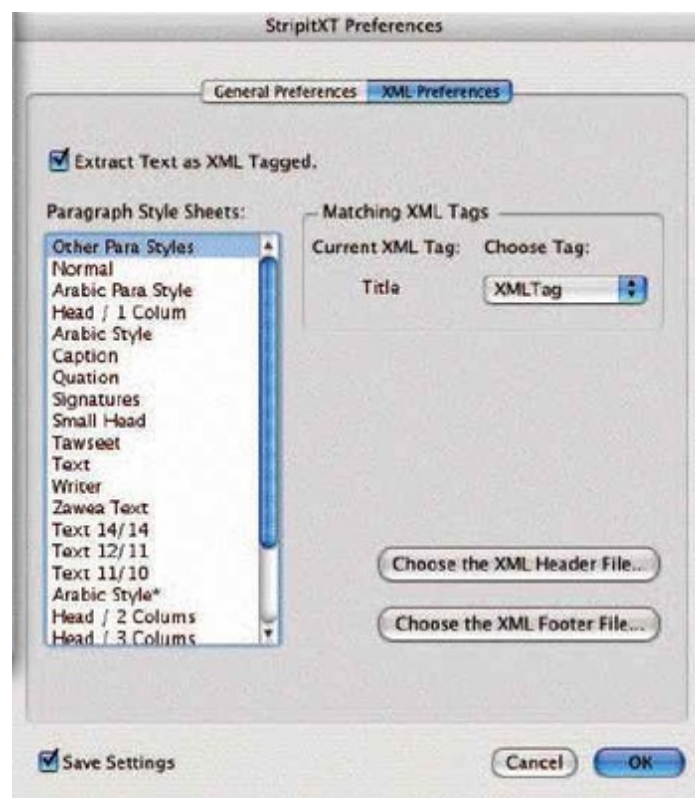 StripitXT Preferences
General Preferences XML Preferences
Extract Text as XML Tagged.
Paragraph Style Sheets:
Other Para Styles
Normal
Arabic Para Style
Head / 1 Colum
Arabic Style
Caption
Quation
Signatures
Small Head
Tawseet
Text
Writer
Zawea Text
Text 14/14
Text 12/11
Text 11/10
Arabic Style*
Head / 2 Colums
Head / 3 Colums
Matching XML Tags
Current XML Tag: Choose Tag:
Title XMLTag
Choose the XML Header File...
Choose the XML Footer File...
Save Settings
Cancel OK